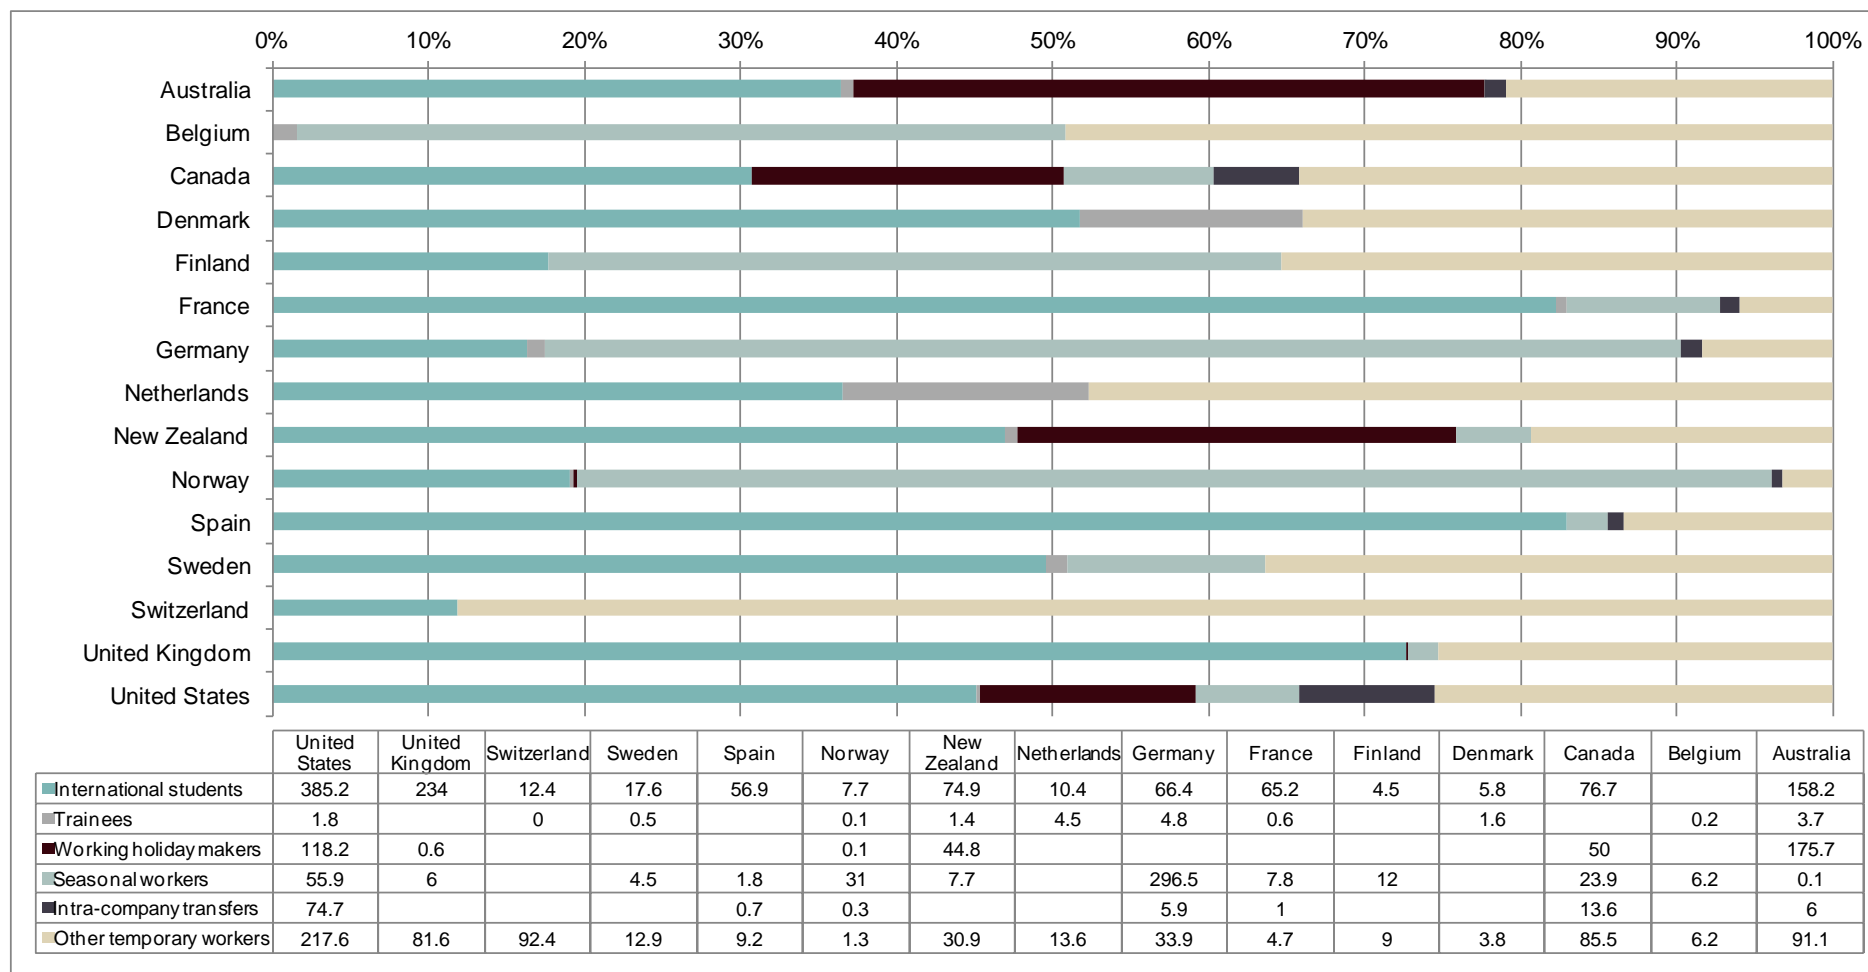 0% 10% 20% 30% 40% 50% 60% 70% 80% 90% 100%
Australia
Belgium
Canada
Denmark
Finland
France
Germany
Netherlands
New Zealand
Norway
Spain
Sweden
Switzerland
United Kingdom
United States
United States United Kingdom Switzerland Sweden Spain Norway New Zealand Netherlands Germany France Finland Denmark Canada Belgium Australia
International students 385.2 234 12.4 17.6 56.9 7.7 74.9 10.4 66.4 65.2 4.5 5.8 76.7 158.2
Trainees 1.8 0 0.5 0.1 1.4 4.5 4.8 0.6 1.6 0.2 3.7
Working holiday makers 118.2 0.6 0.1 44.8 50 175.7
Seasonal workers 55.9 6 4.5 1.8 31 7.7 296.5 7.8 12 23.9 6.2 0.1
Intra-company transfers 74.7 0.7 0.3 5.9 1 13.6 6
Other temporary workers 217.6 81.6 92.4 12.9 9.2 1.3 30.9 13.6 33.9 4.7 9 3.8 85.5 6.2 91.1